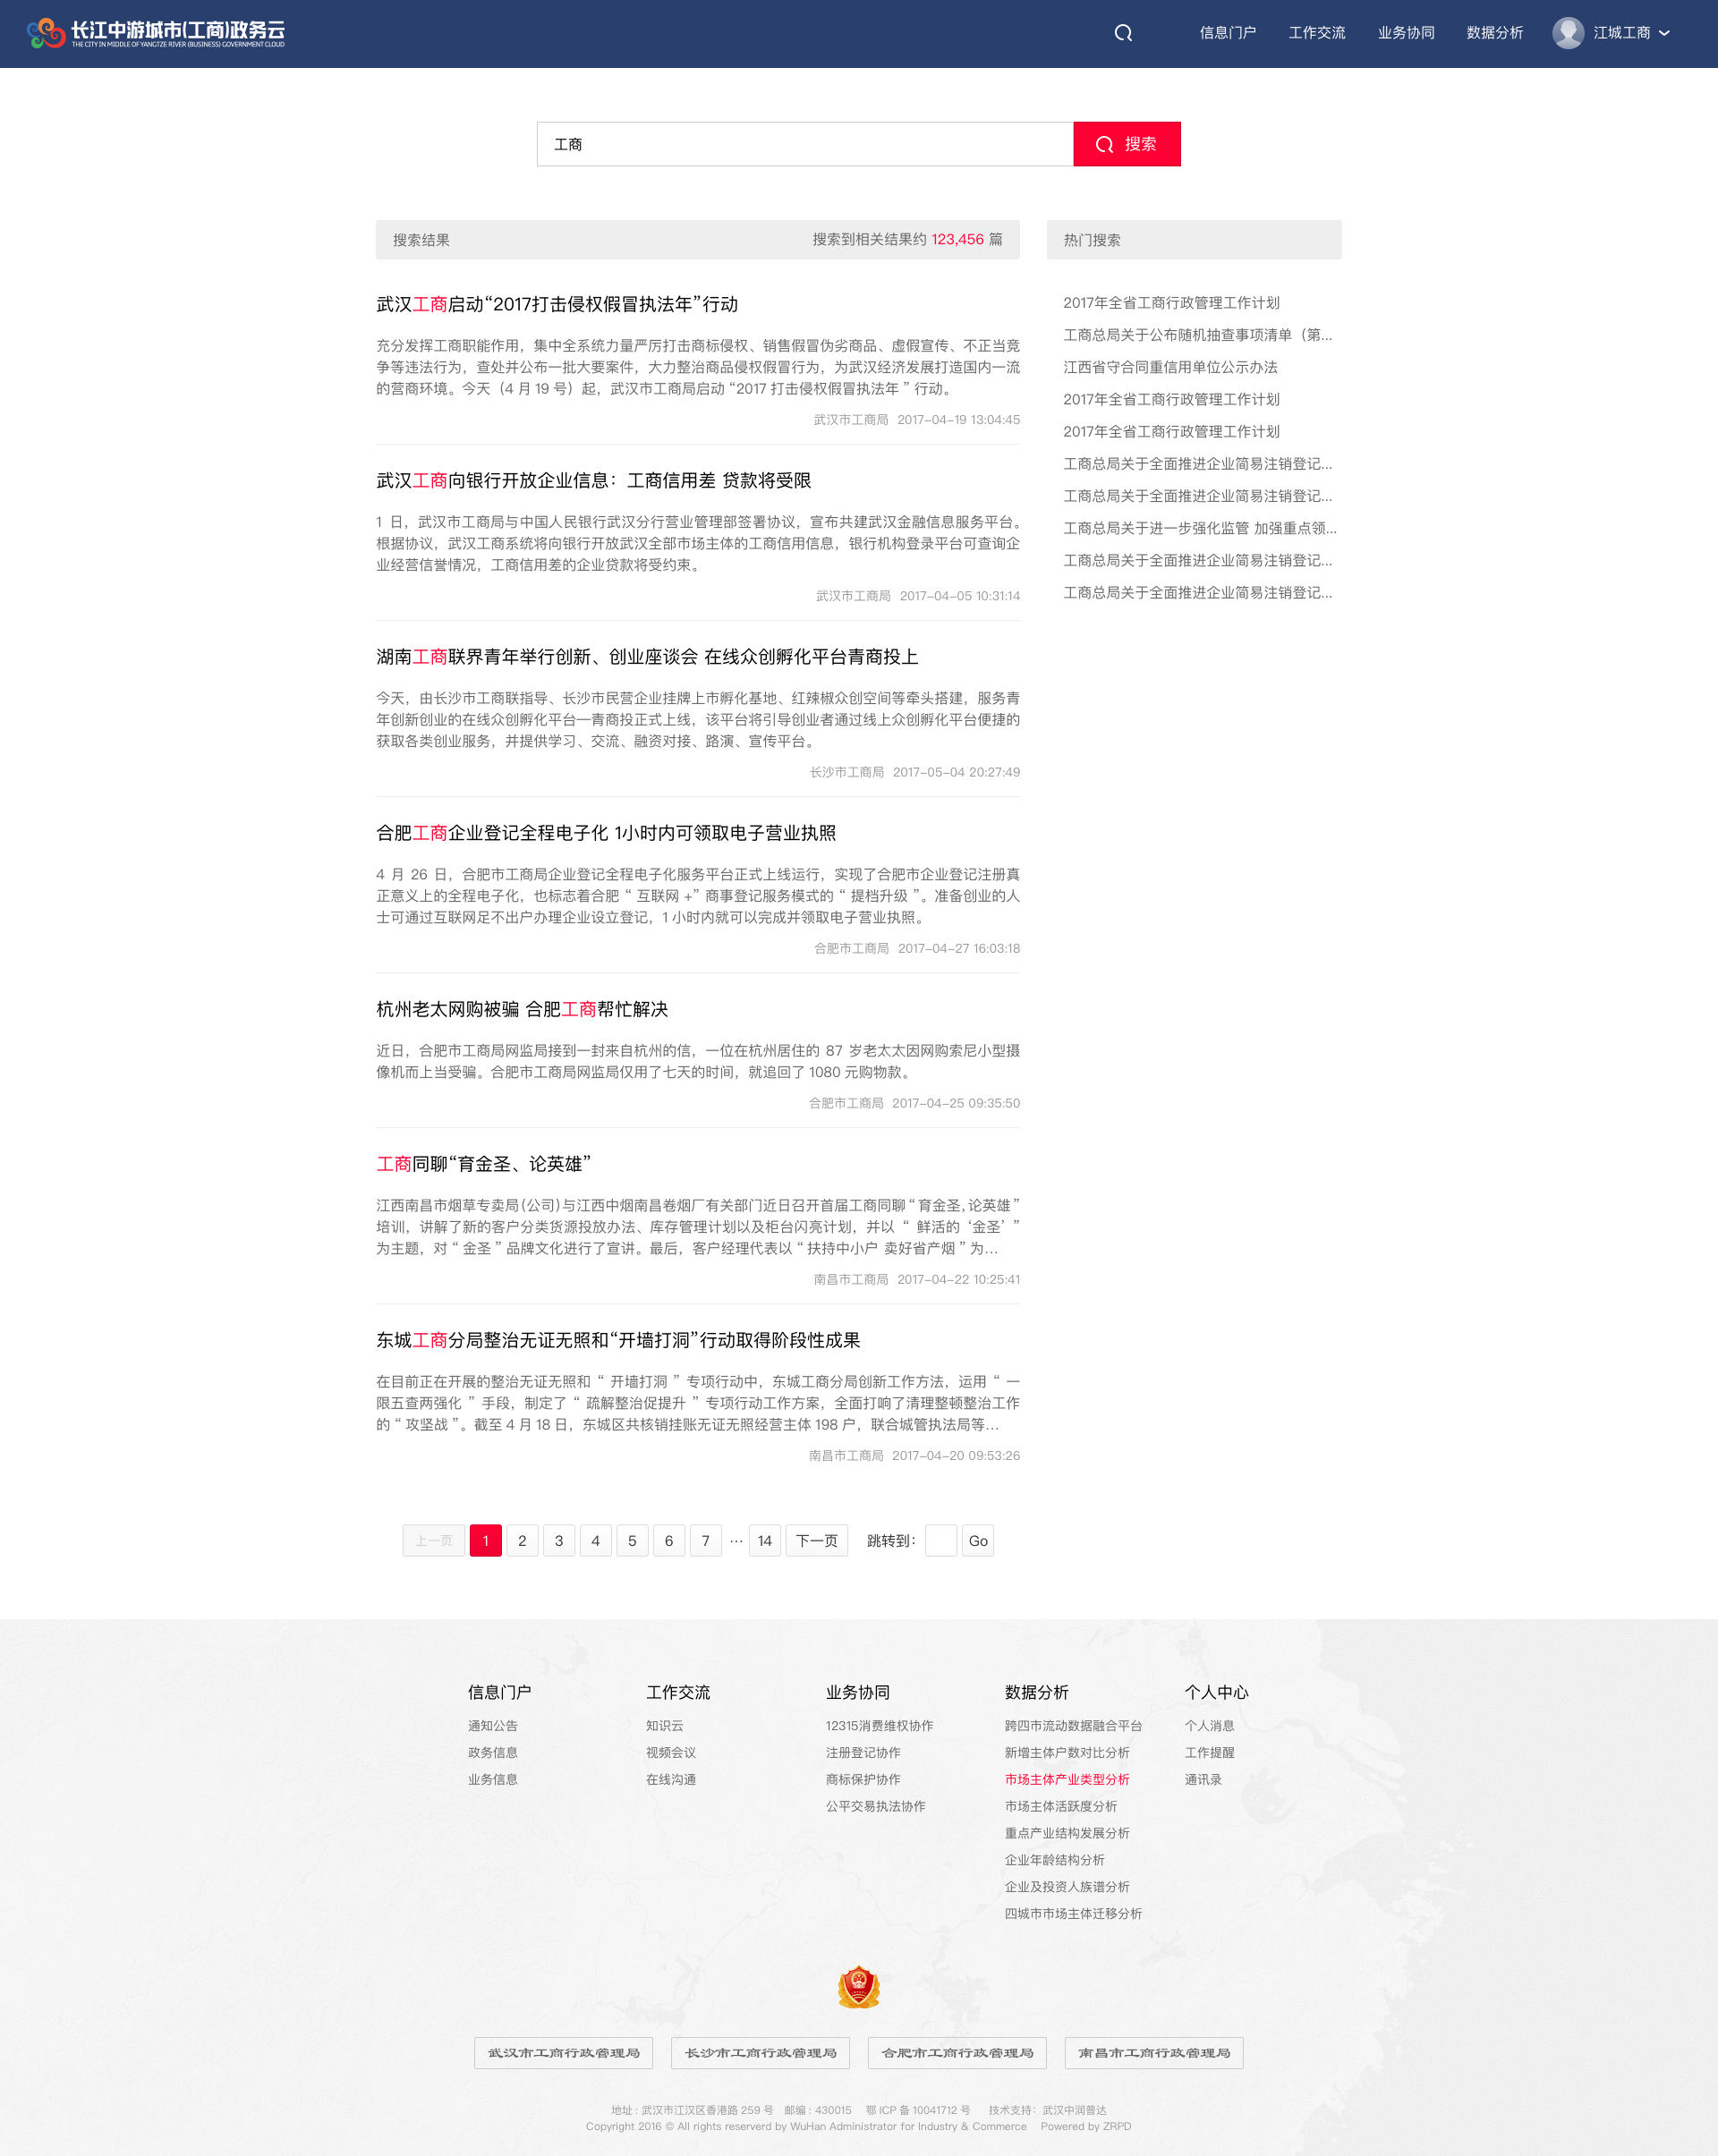 长江中游城市(工商)政务云
THE CITY IN MIDDLE OF YANGTZE RIVER (BUSINESS) GOVERNMENT CLOUD
信息门户 工作交流 业务协同 数据分析 江城工商
工商 搜索
搜索结果 搜索到相关结果约 123,456 篇
武汉工商启动“2017打击侵权假冒执法年”行动
充分发挥工商职能作用，集中全系统力量严厉打击商标侵权、销售假冒伪劣商品、虚假宣传、不正当竞
争等违法行为，查处并公布一批大要案件，大力整治商品侵权假冒行为，为武汉经济发展打造国内一流
的营商环境。今天（4 月 19 号）起，武汉市工商局启动 “2017 打击侵权假冒执法年 ” 行动。
武汉市工商局 2017-04-19 13:04:45
武汉工商向银行开放企业信息：工商信用差 贷款将受限
1 日，武汉市工商局与中国人民银行武汉分行营业管理部签署协议，宣布共建武汉金融信息服务平台。
根据协议，武汉工商系统将向银行开放武汉全部市场主体的工商信用信息，银行机构登录平台可查询企
业经营信誉情况，工商信用差的企业贷款将受约束。
武汉市工商局 2017-04-05 10:31:14
湖南工商联界青年举行创新、创业座谈会 在线众创孵化平台青商投上
今天，由长沙市工商联指导、长沙市民营企业挂牌上市孵化基地、红辣椒众创空间等牵头搭建，服务青
年创新创业的在线众创孵化平台—青商投正式上线，该平台将引导创业者通过线上众创孵化平台便捷的
获取各类创业服务，并提供学习、交流、融资对接、路演、宣传平台。
长沙市工商局 2017-05-04 20:27:49
合肥工商企业登记全程电子化 1小时内可领取电子营业执照
4 月 26 日，合肥市工商局企业登记全程电子化服务平台正式上线运行，实现了合肥市企业登记注册真
正意义上的全程电子化，也标志着合肥 “ 互联网 +” 商事登记服务模式的 “ 提档升级 ”。准备创业的人
士可通过互联网足不出户办理企业设立登记，1 小时内就可以完成并领取电子营业执照。
合肥市工商局 2017-04-27 16:03:18
杭州老太网购被骗 合肥工商帮忙解决
近日，合肥市工商局网监局接到一封来自杭州的信，一位在杭州居住的 87 岁老太太因网购索尼小型摄
像机而上当受骗。合肥市工商局网监局仅用了七天的时间，就追回了 1080 元购物款。
合肥市工商局 2017-04-25 09:35:50
工商同聊“育金圣、论英雄”
江西南昌市烟草专卖局(公司)与江西中烟南昌卷烟厂有关部门近日召开首届工商同聊 “ 育金圣,论英雄 ”
培训，讲解了新的客户分类货源投放办法、库存管理计划以及柜台闪亮计划，并以 “ 鲜活的 ‘金圣’ ”
为主题，对 “ 金圣 ” 品牌文化进行了宣讲。最后，客户经理代表以 “ 扶持中小户 卖好省产烟 ” 为...
南昌市工商局 2017-04-22 10:25:41
东城工商分局整治无证无照和“开墙打洞”行动取得阶段性成果
在目前正在开展的整治无证无照和 “ 开墙打洞 ” 专项行动中，东城工商分局创新工作方法，运用 “ 一
限五查两强化 ” 手段，制定了 “ 疏解整治促提升 ” 专项行动工作方案，全面打响了清理整顿整治工作
的 “ 攻坚战 ”。截至 4 月 18 日，东城区共核销挂账无证无照经营主体 198 户，联合城管执法局等...
南昌市工商局 2017-04-20 09:53:26
上一页 1 2 3 4 5 6 7 ··· 14 下一页 跳转到： Go
热门搜索
2017年全省工商行政管理工作计划
工商总局关于公布随机抽查事项清单（第...
江西省守合同重信用单位公示办法
2017年全省工商行政管理工作计划
2017年全省工商行政管理工作计划
工商总局关于全面推进企业简易注销登记...
工商总局关于全面推进企业简易注销登记...
工商总局关于进一步强化监管 加强重点领...
工商总局关于全面推进企业简易注销登记...
工商总局关于全面推进企业简易注销登记...
信息门户
通知公告
政务信息
业务信息
工作交流
知识云
视频会议
在线沟通
业务协同
12315消费维权协作
注册登记协作
商标保护协作
公平交易执法协作
数据分析
跨四市流动数据融合平台
新增主体户数对比分析
市场主体产业类型分析
市场主体活跃度分析
重点产业结构发展分析
企业年龄结构分析
企业及投资人族谱分析
四城市市场主体迁移分析
个人中心
个人消息
工作提醒
通讯录
武汉市工商行政管理局 长沙市工商行政管理局 合肥市工商行政管理局 南昌市工商行政管理局
地址 : 武汉市江汉区香港路 259 号 邮编 : 430015 鄂 ICP 备 10041712 号 技术支持：武汉中润普达
Copyright 2016 © All rights reserverd by WuHan Administrator for Industry & Commerce Powered by ZRPD